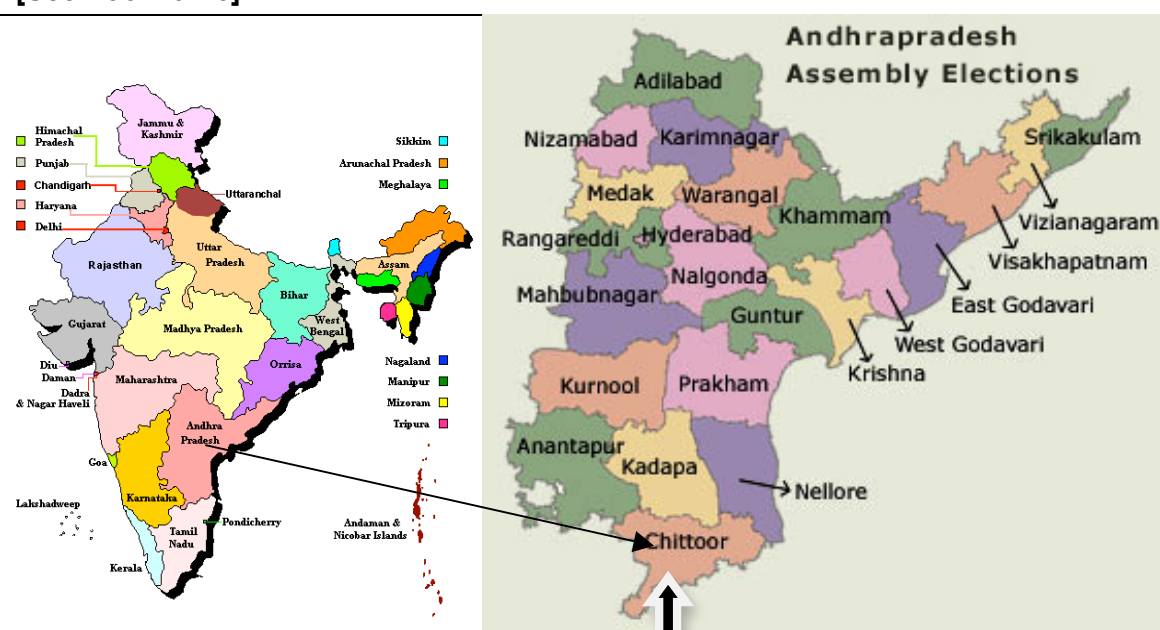 Jammu &
Kashmir
Himachal
Pradesh
Punjab
Chandigarh
Haryana
Delhi
Uttaranchal
Sikkim
Arunachal Pradesh
Meghalaya
Rajasthan
Uttar
Pradesh
Assam
Bihar
Gujarat
Madhya Pradesh
West
Bengal
Diu
Daman
Dadra
& Nagar Haveli
Maharashtra
Orrisa
Nagaland
Manipur
Mizoram
Tripura
Andhra
Pradesh
Goa
Karnataka
Lakshadweep
Pondicherry
Tamil
Nadu
Kerala
Andaman &
Nicobar Islands
Andhrapradesh
Assembly Elections
Adilabad
Nizamabad
Karimnagar
Srikakulam
Medak
Warangal
Khammam
Vizianagaram
Rangareddi
Hyderabad
Visakhapatnam
Nalgonda
Mahbubnagar
East Godavari
Guntur
West Godavari
Krishna
Kurnool
Prakham
Anantapur
Kadapa
Nellore
Chittoor